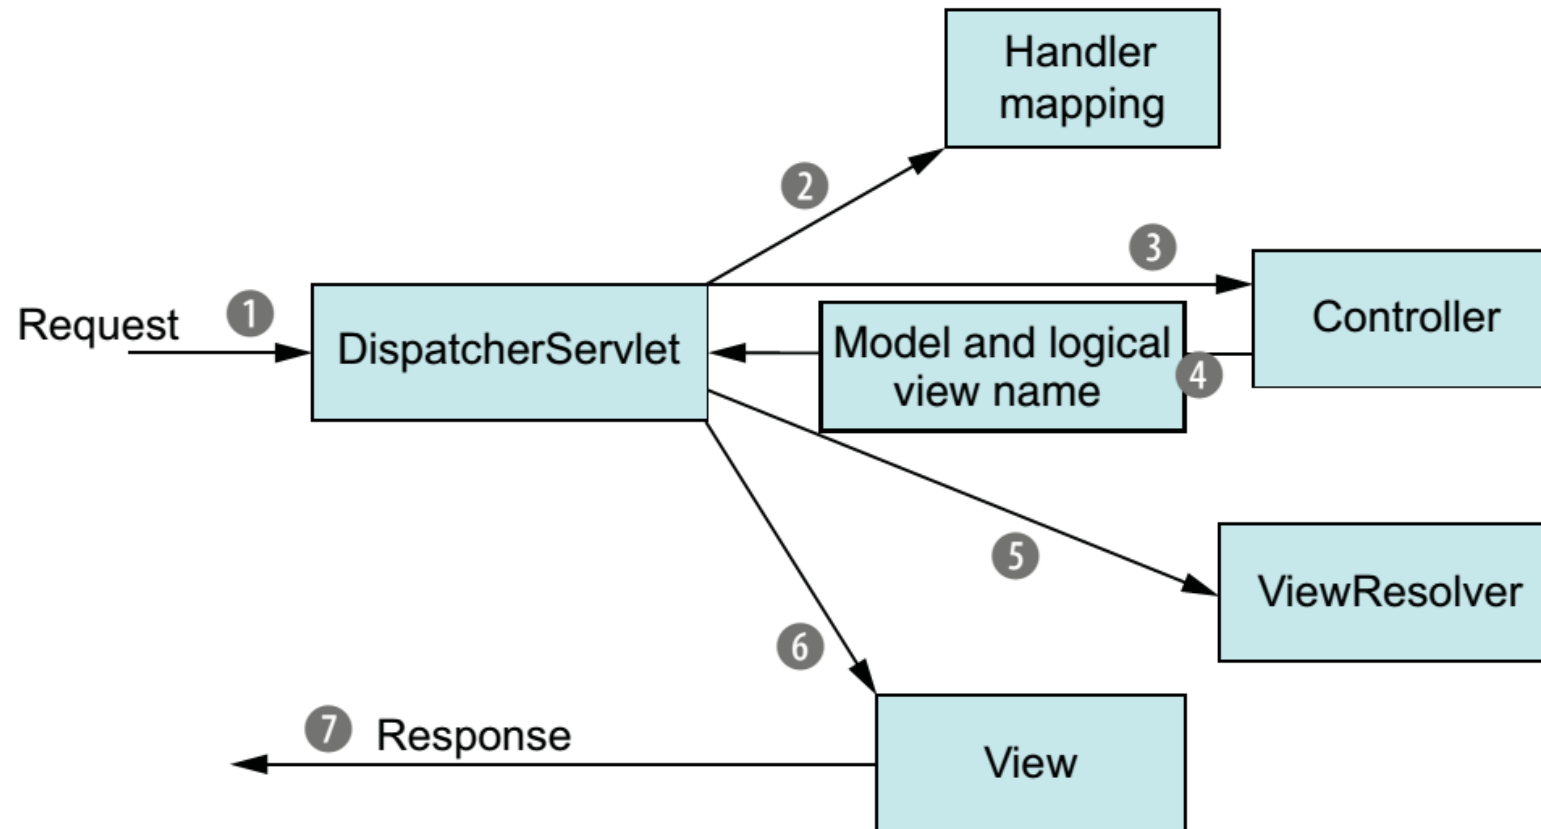 Handler
mapping
2
3
Request
1
DispatcherServlet
Model and logical
view name
4
Controller
5
ViewResolver
6
7 Response
View